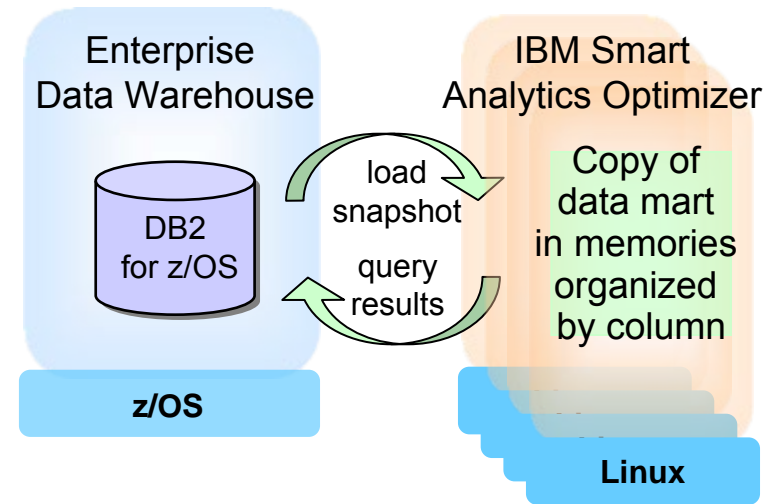 Enterprise
Data Warehouse
DB2
for z/OS
z/OS
load
snapshot
query
results
IBM Smart
Analytics Optimizer
Copy of
data mart
in memories
organized
by column
Linux